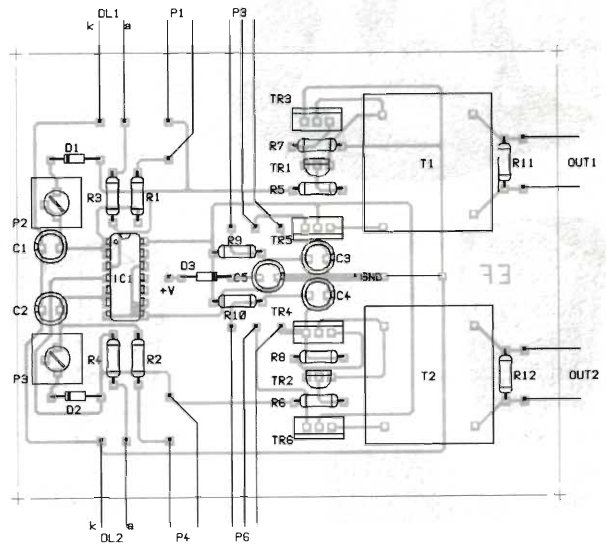 DL1 P1 P3
k a
TR3
D1 R7 T1 R11 OUT1
TR1
R3 R1 R5
P2
C1 R9 TR5 C3
IC1 D3 C5 GND
+V
C2 R10 C4
TR4
P3 R4 R2 R8 T2 R12 OUT2
TR2
D2 R6
TR6
k a
DL2 P4 P6